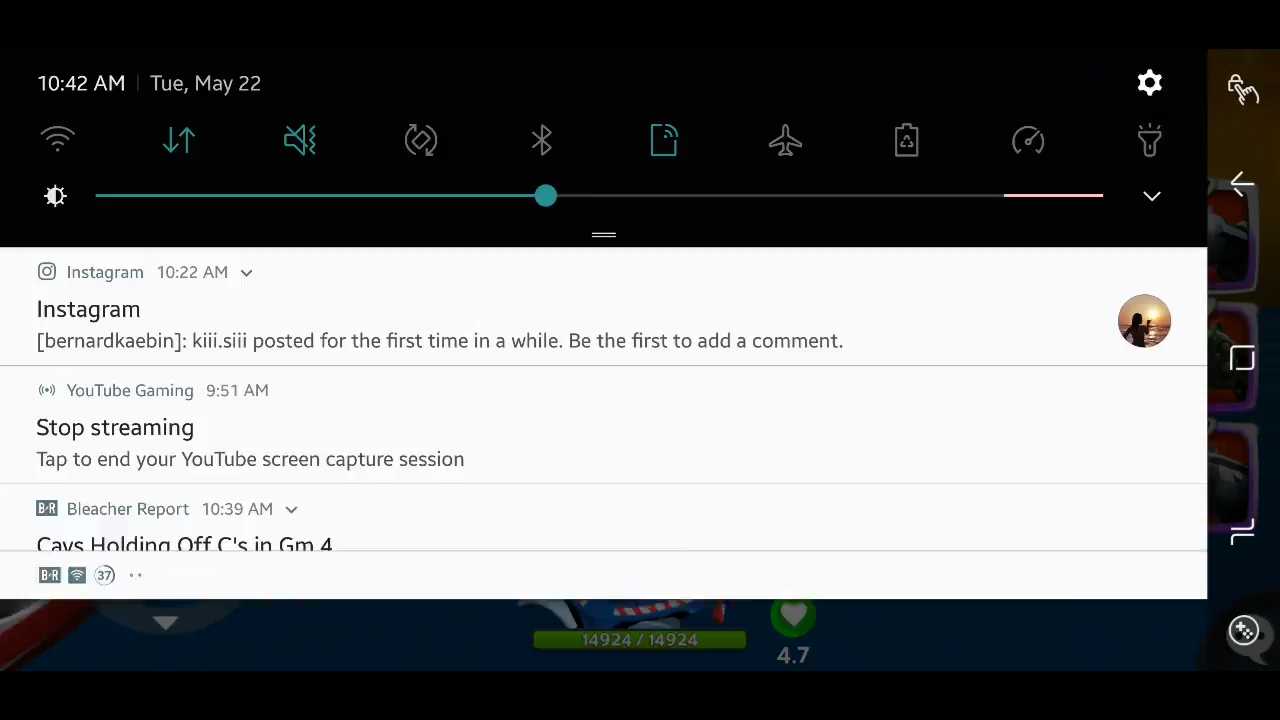 10:42 AM | Tue, May 22
Instagram 10:22 AM
Instagram
[bernardkaebin]: kiii.siii posted for the first time in a while. Be the first to add a comment.
YouTube Gaming 9:51 AM
Stop streaming
Tap to end your YouTube screen capture session
B/R Bleacher Report 10:39 AM
Cavs Holding Off C's in Gm 4
B/R 37
14924 / 14924
4.7